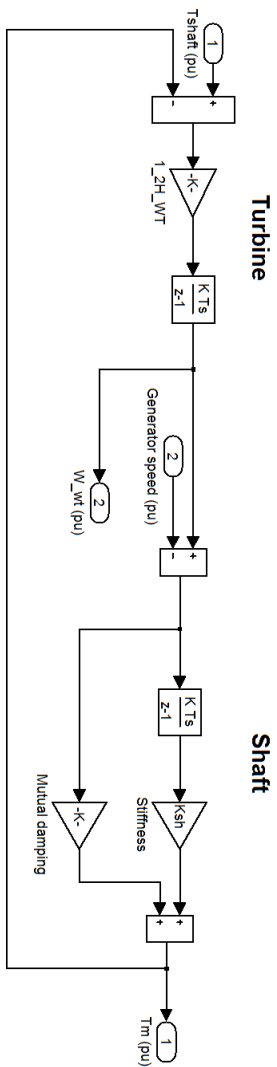 Turbine
Shaft
1
Tshaft (pu)
+
-
-K-
1_2H_WT
K Ts
z-1
2
Generator speed (pu)
2
W_wt (pu)
+
-
K Ts
z-1
Ksh
Stiffness
-K-
Mutual damping
+
+
1
Tm (pu)